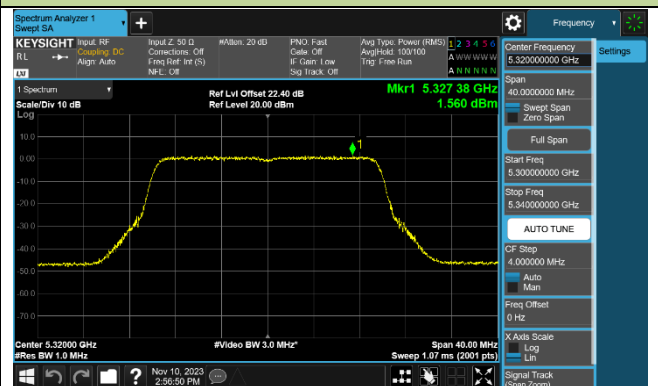 Spectrum Analyzer 1
Swept SA
+
Frequency
KEYSIGHT
RL
LXI
Input: RF
Coupling: DC
Align: Auto
Input Z: 50 Ω
Corrections: Off
Freq Ref: Int (S)
NFE: Off
#Atten: 20 dB
PNO: Fast
Gate: Off
IF Gain: Low
Sig Track: Off
Avg Type: Power (RMS)
Avg|Hold: 100/100
Trig: Free Run
1 2 3 4 5 6
A W W W W W
A N N N N N
1 Spectrum
Scale/Div 10 dB
Log
Ref Lvl Offset 22.40 dB
Ref Level 20.00 dBm
Mkr1 5.327 38 GHz
1.560 dBm
1
10.0
0.00
-10.0
-20.0
-30.0
-40.0
-50.0
-60.0
-70.0
Center 5.32000 GHz
#Res BW 1.0 MHz
#Video BW 3.0 MHz*
Span 40.00 MHz
Sweep 1.07 ms (2001 pts)
Nov 10, 2023
2:56:50 PM
Center Frequency
5.320000000 GHz
Span
40.0000000 MHz
Swept Span
Zero Span
Full Span
Start Freq
5.300000000 GHz
Stop Freq
5.340000000 GHz
AUTO TUNE
CF Step
4.000000 MHz
Auto
Man
Freq Offset
0 Hz
X Axis Scale
Log
Lin
Signal Track
(Span Zoom)
Settings